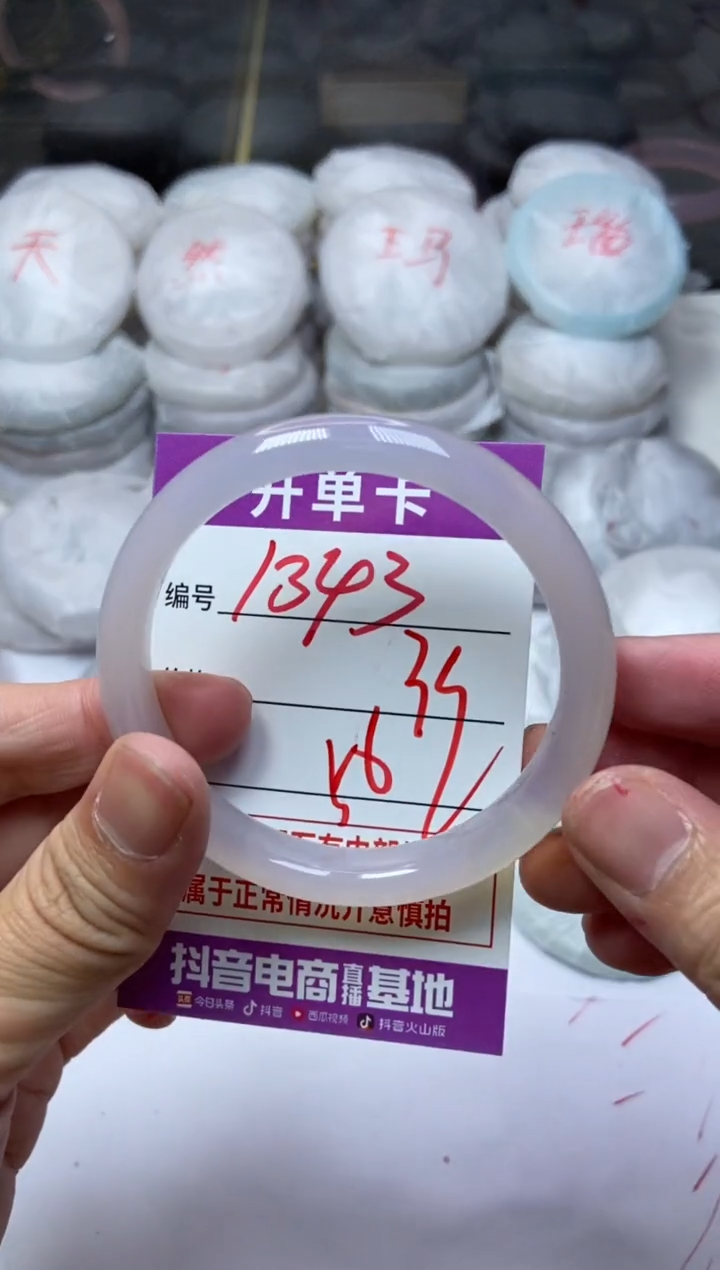 天 然 玛 瑙
开单卡
编号 1343
35
56
属于正常情况介意慎拍
抖音电商直播基地
今日头条 抖音 西瓜视频 抖音火山版